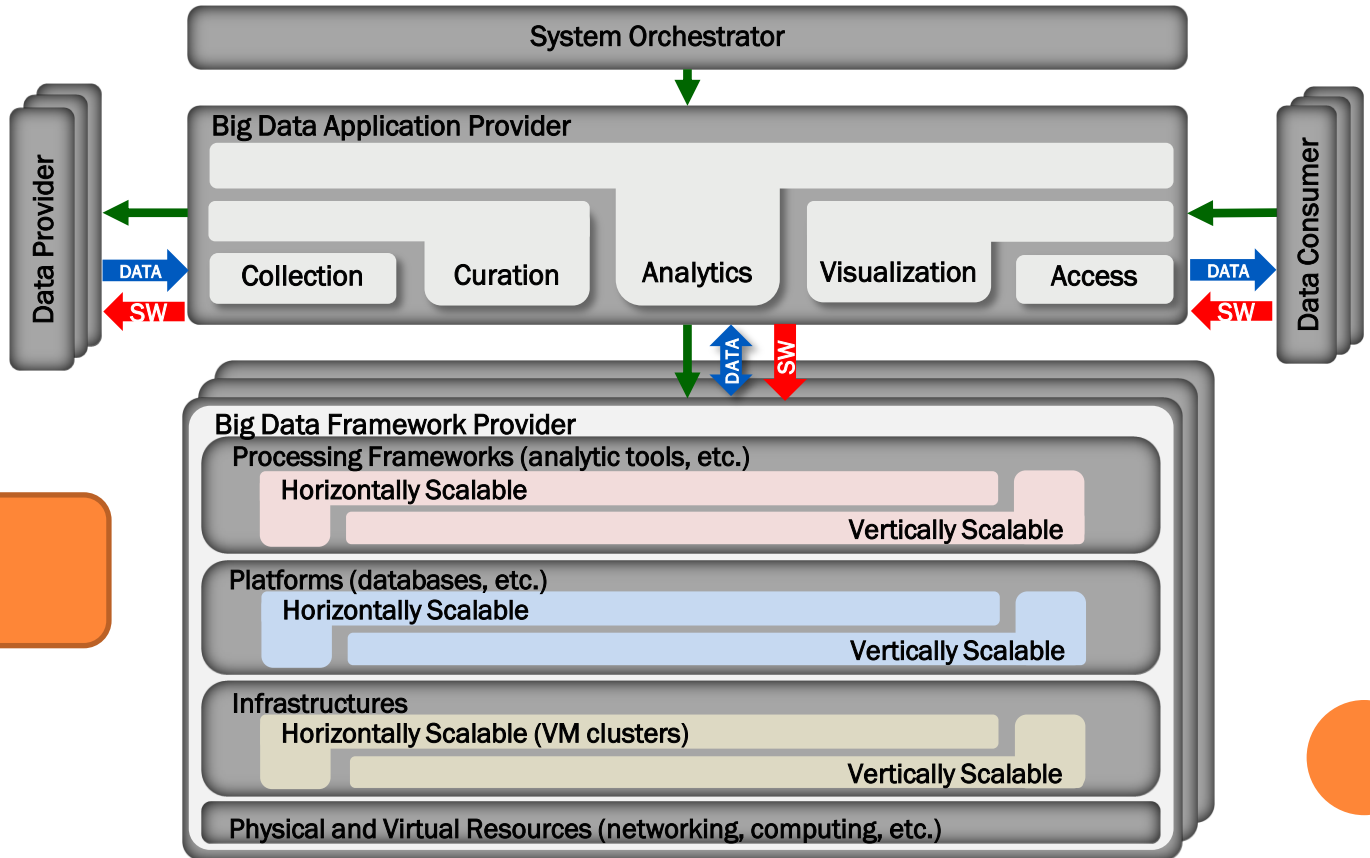 System Orchestrator
Big Data Application Provider
Data Provider
DATA
SW
Collection
Curation
Analytics
Visualization
Access
Data Consumer
DATA
SW
DATA
SW
Big Data Framework Provider
Processing Frameworks (analytic tools, etc.)
Horizontally Scalable
Vertically Scalable
Platforms (databases, etc.)
Horizontally Scalable
Vertically Scalable
Infrastructures
Horizontally Scalable (VM clusters)
Vertically Scalable
Physical and Virtual Resources (networking, computing, etc.)